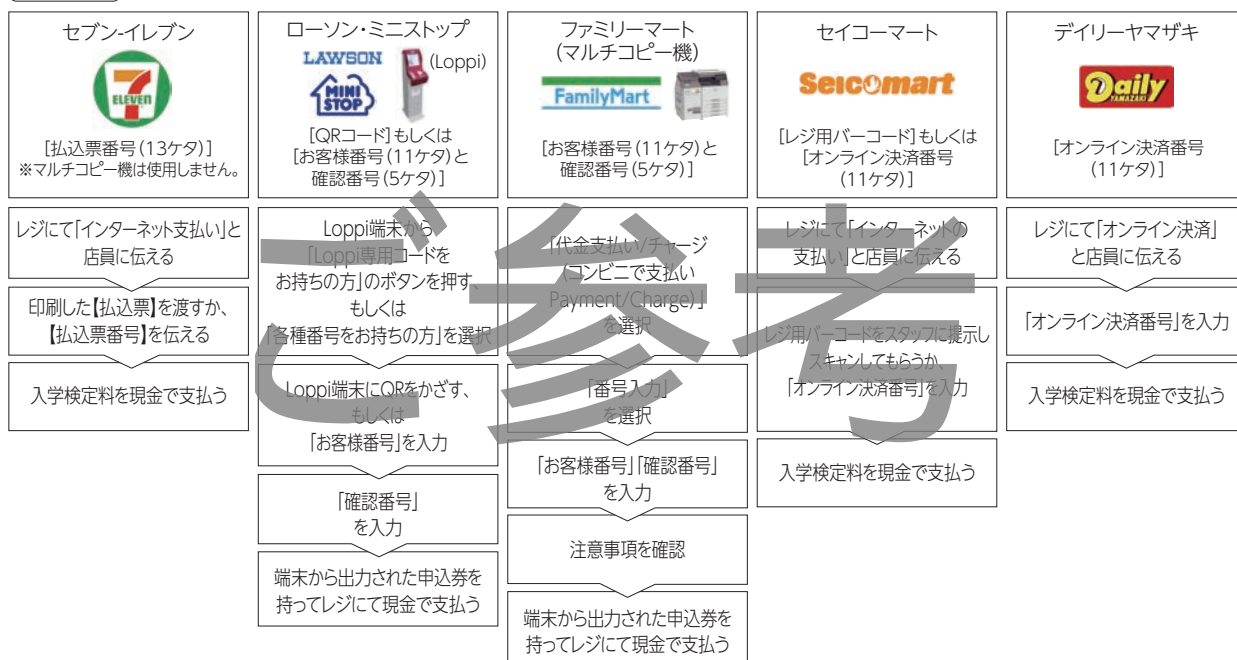 セブン-イレブン
7
ELEVEN
[払込票番号(13ケタ)]
※マルチコピー機は使用しません。
レジにて「インターネット支払い」と
店員に伝える
印刷した【払込票】を渡すか、
【払込票番号】を伝える
入学検定料を現金で支払う
ローソン・ミニストップ
LAWSON
MINI
STOP
(Loppi)
[QRコード]もしくは
[お客様番号(11ケタ)と
確認番号(5ケタ)]
Loppi端末から
「Loppi専用コードを
お持ちの方」のボタンを押す、
もしくは
「各種番号をお持ちの方」を選択
Loppi端末にQRをかざす、
もしくは
「お客様番号」を入力
「確認番号」
を入力
端末から出力された申込券を
持ってレジにて現金で支払う
ファミリーマート
(マルチコピー機)
FamilyMart
[お客様番号(11ケタ)と
確認番号(5ケタ)]
「代金支払い/チャージ
(コンビニで支払い
Payment/Charge)」
を選択
「番号入力」
を選択
「お客様番号」「確認番号」
を入力
注意事項を確認
端末から出力された申込券を
持ってレジにて現金で支払う
セイコーマート
Seicomart
[レジ用バーコード]もしくは
[オンライン決済番号
(11ケタ)]
レジにて「インターネットの
支払い」と店員に伝える
レジ用バーコードをスタッフに提示し
スキャンしてもらうか、
「オンライン決済番号」を入力
入学検定料を現金で支払う
デイリーヤマザキ
Daily
YAMAZAKI
[オンライン決済番号
(11ケタ)]
レジにて「オンライン決済」
と店員に伝える
「オンライン決済番号」を入力
入学検定料を現金で支払う
ご参考